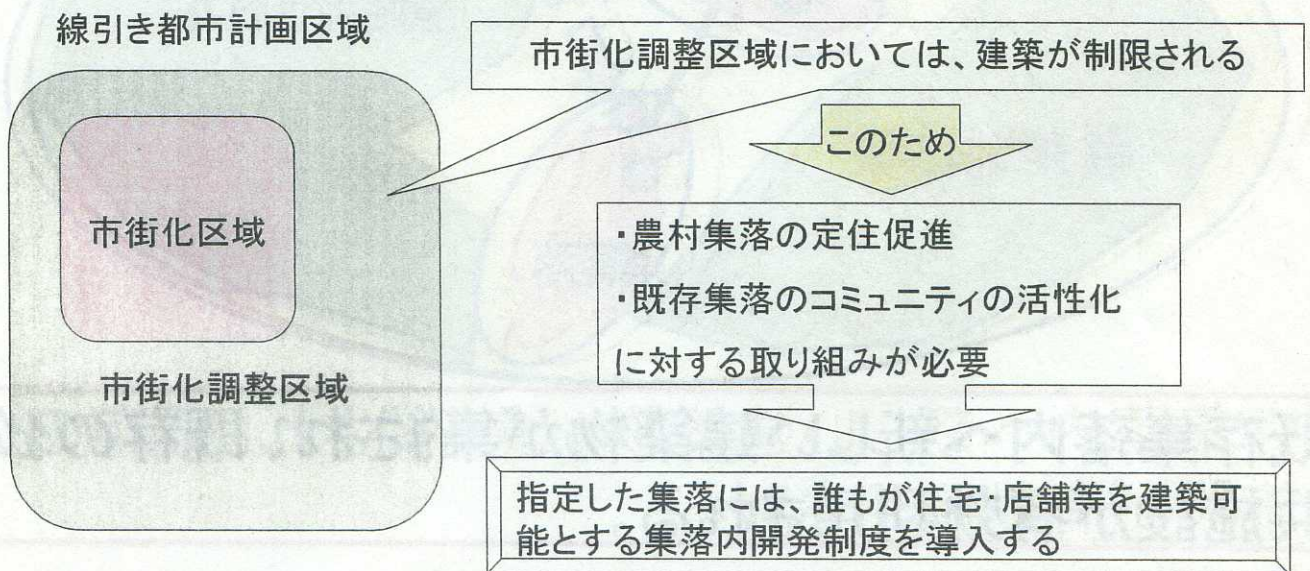 線引き都市計画区域
市街化調整区域においては、建築が制限される
このため
市街化区域
・農村集落の定住促進
・既存集落のコミュニティの活性化
に対する取り組みが必要
市街化調整区域
指定した集落には、誰もが住宅・店舗等を建築可
能とする集落内開発制度を導入する